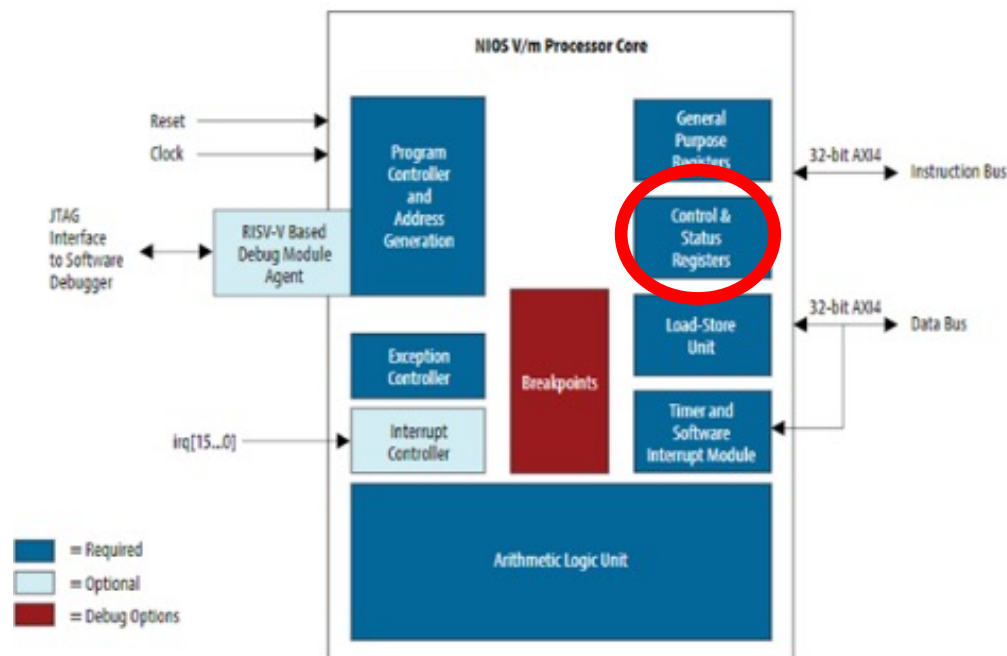 NIOS V/m Processor Core
Reset
Clock
JTAG
Interface
to Software
Debugger
RISV-V Based
Debug Module
Agent
Program
Controller
and
Address
Generation
Exception
Controller
irq[15...0]
Interrupt
Controller
Breakpoints
General
Purpose
Registers
Control &
Status
Registers
Load-Store
Unit
Timer and
Software
Interrupt Module
32-bit AXI4
Instruction Bus
32-bit AXI4
Data Bus
Arithmetic Logic Unit
= Required
= Optional
= Debug Options